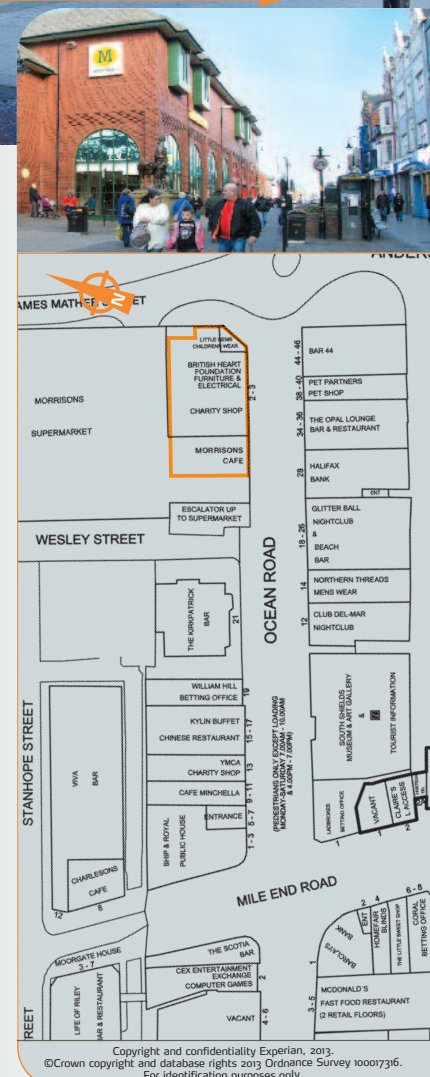 M
MORRISONS
ANDERS
AMES MATHER STREET
N
LITTLE GEMS
CHILDRENS WEAR
BRITISH HEART
FOUNDATION
FURNITURE &
ELECTRICAL
CHARITY SHOP
2 - 3
MORRISONS
CAFE
MORRISONS
SUPERMARKET
ESCALATOR UP
TO SUPERMARKET
44 - 46
BAR 44
38 - 40
PET PARTNERS
PET SHOP
34 - 36
THE OPAL LOUNGE
BAR & RESTAURANT
28
HALIFAX
BANK
ENT
18 - 26
GLITTER BALL
NIGHTCLUB
&
BEACH
BAR
14
NORTHERN THREADS
MENS WEAR
12
CLUB DEL-MAR
NIGHTCLUB
WESLEY STREET
OCEAN ROAD
THE KIRKPATRICK
BAR
21
WILLIAM HILL
BETTING OFFICE
19
KYLIN BUFFET
CHINESE RESTAURANT
15 - 17
YMCA
CHARITY SHOP
13
CAFE MINCHELLA
9 - 11
ENTRANCE
5 - 7
SHIP & ROYAL
PUBLIC HOUSE
1 - 3
(PEDESTRIANS ONLY EXCEPT LOADING
MONDAY-SATURDAY 7.00AM - 10.00AM
& 4.00PM - 7.00PM)
SOUTH SHIELDS
MUSEUM & ART GALLERY
&
TOURIST INFORMATION
LADBROKES
BETTING OFFICE
1
VACANT
1
CLAIRE'S
ACCESS
2
STANHOPE STREET
VIVA
BAR
CHARLESONS
CAFE
12
8
MILE END ROAD
MOORGATE HOUSE
3 - 7
LIFE OF RILEY
BAR & RESTAURANT
REET
THE SCOTIA
BAR
CEX ENTERTAINMENT
EXCHANGE
COMPUTER GAMES
2
VACANT
4 - 6
BARCLAYS
BANK
1
2
ENT
4
HOMEFAIR
BLINDS
THE LITTLE SWEET SHOP
6 - 8
CORAL
BETTING OFFICE
3 - 5
MCDONALD'S
FAST FOOD RESTAURANT
(2 RETAIL FLOORS)
Copyright and confidentiality Experian, 2013.
©Crown copyright and database rights 2013 Ordnance Survey 100017316.
For identification purposes only